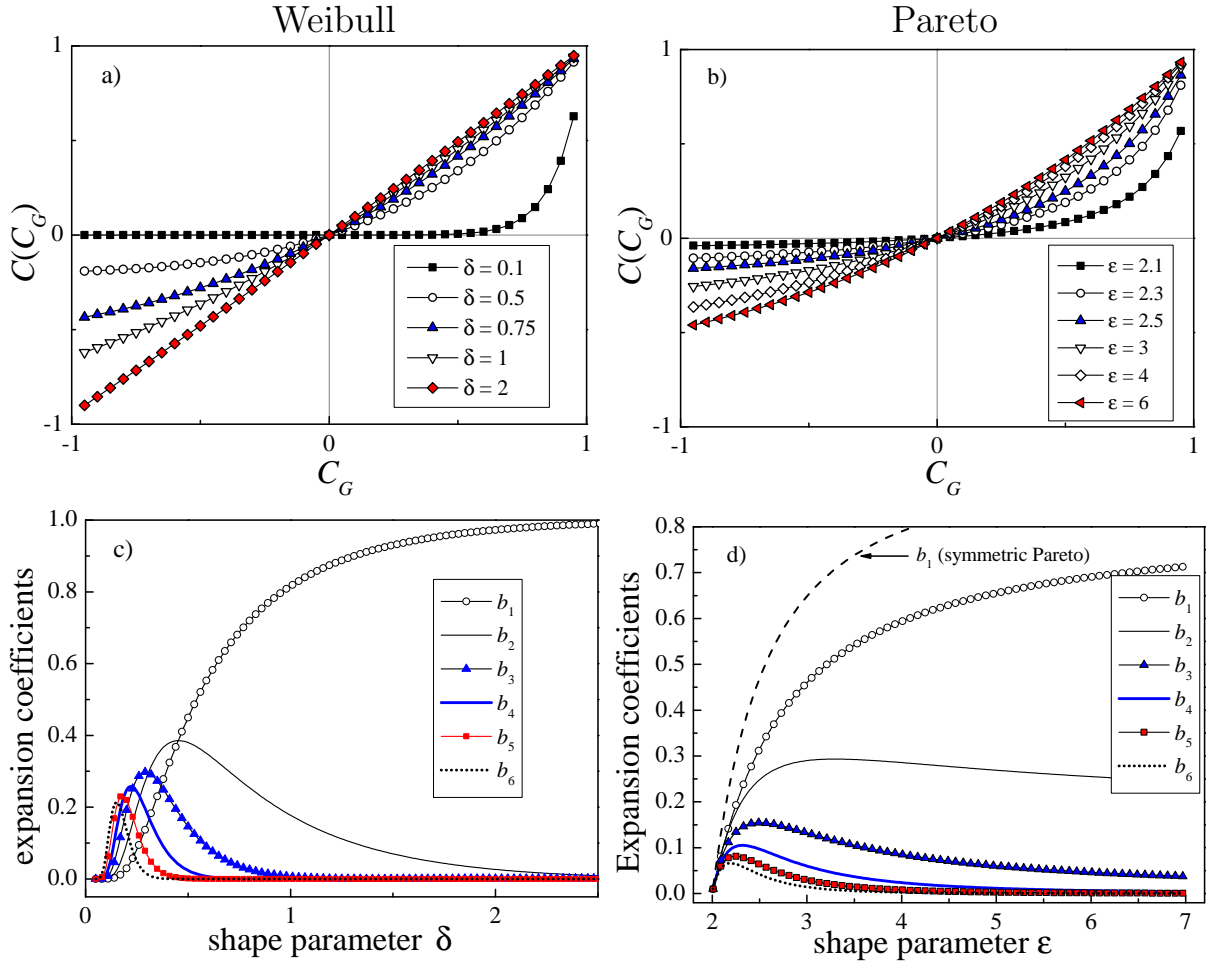 Weibull
Pareto
a)
C(C_G)
1
0
-1
-1
0
1
C_G
δ = 0.1
δ = 0.5
δ = 0.75
δ = 1
δ = 2
b)
C(C_G)
1
0
-1
-1
0
1
C_G
ε = 2.1
ε = 2.3
ε = 2.5
ε = 3
ε = 4
ε = 6
c)
expansion coefficients
1.0
0.8
0.6
0.4
0.2
0.0
0
1
2
shape parameter δ
b_1
b_2
b_3
b_4
b_5
b_6
d)
b_1 (symmetric Pareto)
Expansion coefficients
0.8
0.7
0.6
0.5
0.4
0.3
0.2
0.1
0.0
2
3
4
5
6
7
shape parameter ε
b_1
b_2
b_3
b_4
b_5
b_6